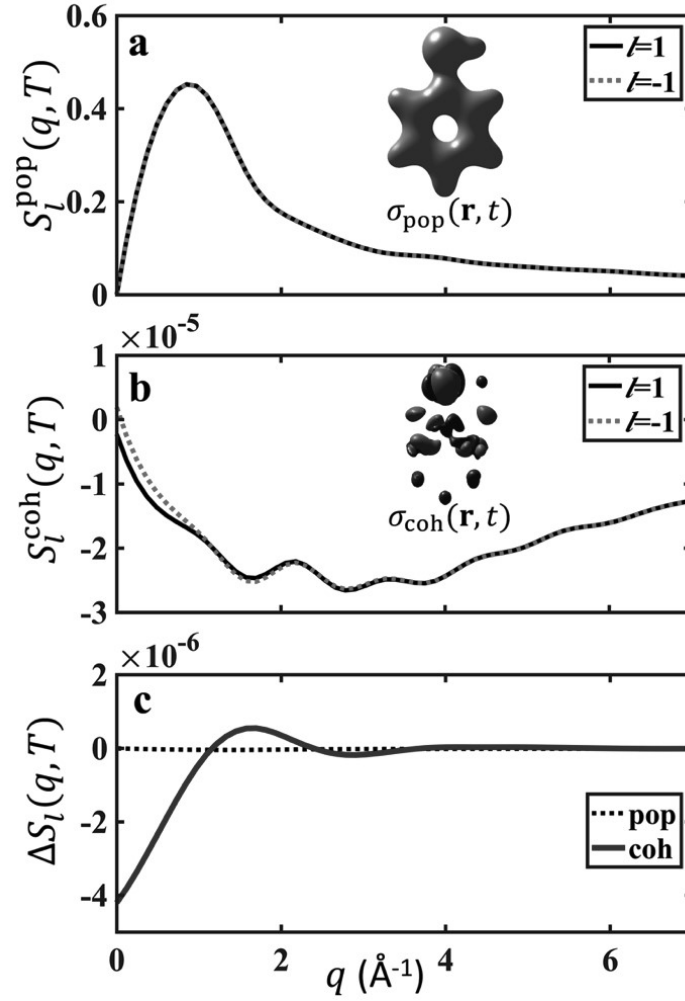 0.6
a
l=1
l=-1
0.4
0.2
0
S_l^pop(q,T)
σ_pop(r,t)
×10^-5
1
b
l=1
l=-1
0
-1
-2
-3
S_l^coh(q,T)
σ_coh(r,t)
×10^-6
2
c
0
-2
-4
ΔS_l(q,T)
pop
coh
0 2 4 6
q (Å^-1)